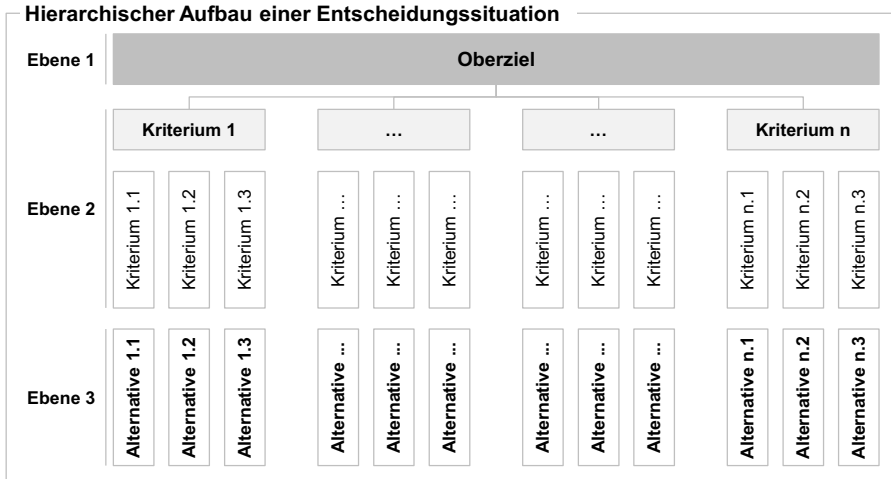 Hierarchischer Aufbau einer Entscheidungssituation
Ebene 1
Oberziel
Kriterium 1
…
…
Kriterium n
Ebene 2
Kriterium 1.1
Kriterium 1.2
Kriterium 1.3
Kriterium …
Kriterium …
Kriterium …
Kriterium …
Kriterium …
Kriterium …
Kriterium n.1
Kriterium n.2
Kriterium n.3
Ebene 3
Alternative 1.1
Alternative 1.2
Alternative 1.3
Alternative ...
Alternative ...
Alternative ...
Alternative ...
Alternative ...
Alternative ...
Alternative n.1
Alternative n.2
Alternative n.3